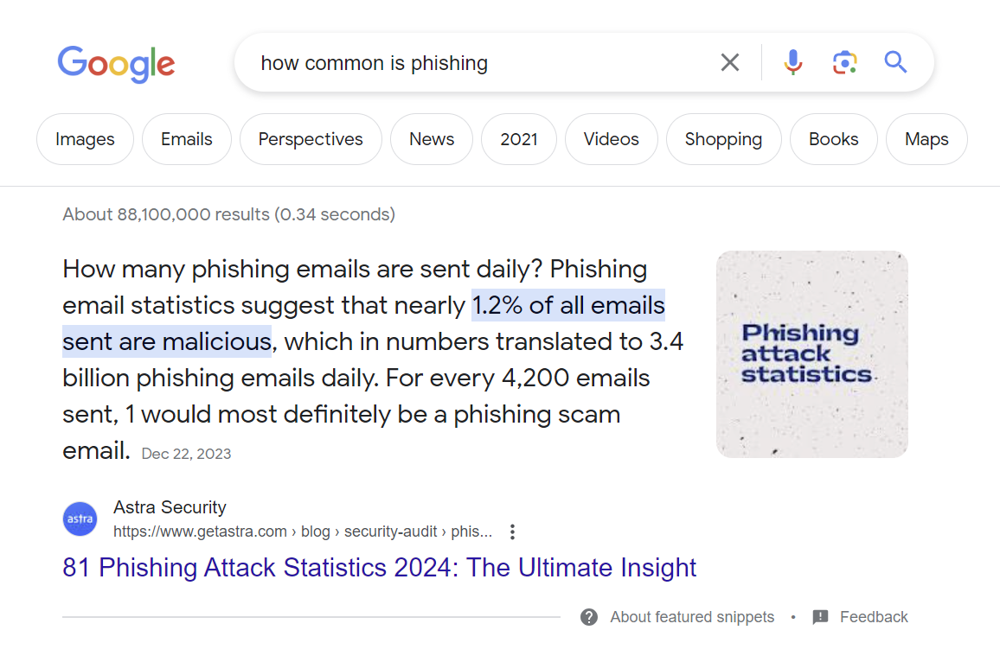 Google
how common is phishing
Images Emails Perspectives News 2021 Videos Shopping Books Maps
About 88,100,000 results (0.34 seconds)
How many phishing emails are sent daily? Phishing
email statistics suggest that nearly 1.2% of all emails
sent are malicious, which in numbers translated to 3.4
billion phishing emails daily. For every 4,200 emails
sent, 1 would most definitely be a phishing scam
email. Dec 22, 2023
Phishing
attack
statistics
astra
Astra Security
https://www.getastra.com › blog › security-audit › phis...
81 Phishing Attack Statistics 2024: The Ultimate Insight
About featured snippets • Feedback